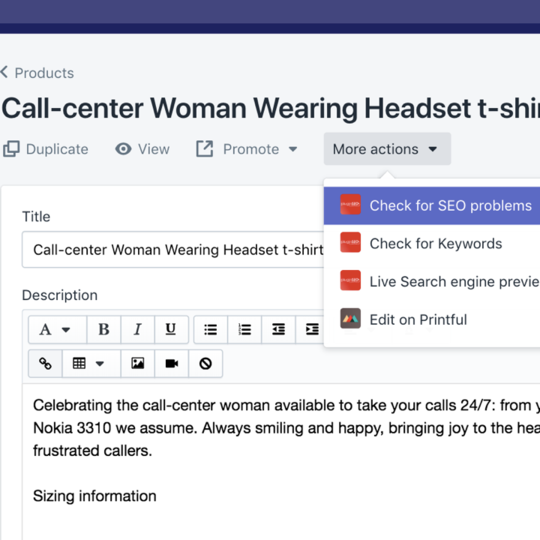 Products
Call-center Woman Wearing Headset t-shi
Duplicate View Promote More actions
Check for SEO problems
Check for Keywords
Live Search engine previe
Edit on Printful
Title
Call-center Woman Wearing Headset t-shirt
Description
A B I U
Celebrating the call-center woman available to take your calls 24/7: from y
Nokia 3310 we assume. Always smiling and happy, bringing joy to the hea
frustrated callers.
Sizing information